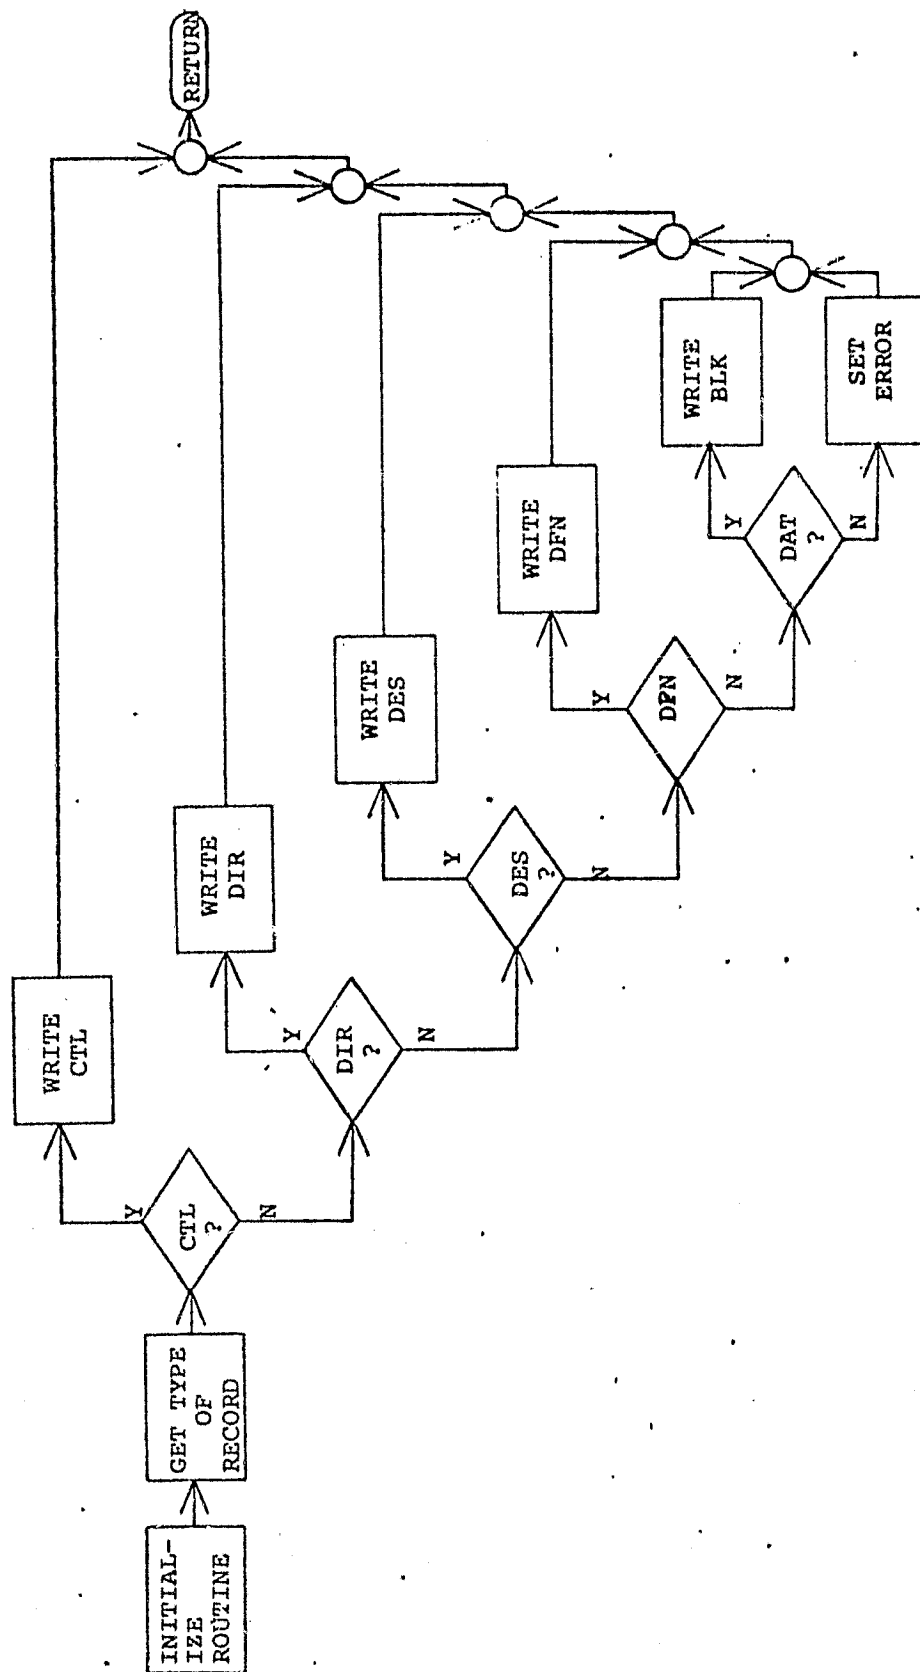 INITIAL-
IZE
ROUTINE
GET TYPE
OF
RECORD
CTL
?
Y
N
WRITE
CTL
DIR
?
Y
N
WRITE
DIR
DES
?
Y
N
WRITE
DES
DFN
Y
N
WRITE
DFN
DAT
?
Y
N
WRITE
BLK
SET
ERROR
RETURN